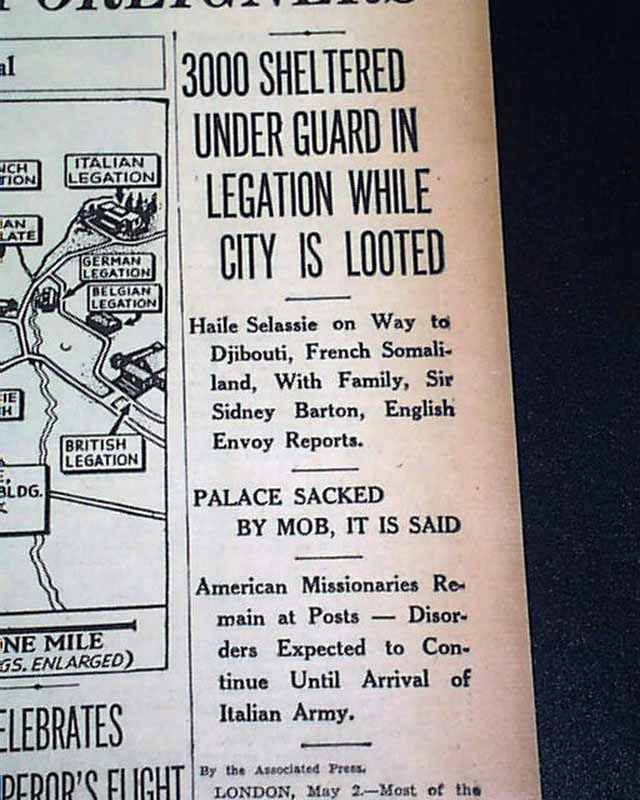 al
ITALIAN
LEGATION
GERMAN
LEGATION
BELGIAN
LEGATION
BRITISH
LEGATION
BLDG.
NE MILE
GS. ENLARGED)
ELEBRATES
PEROR'S FLIGHT
3000 SHELTERED
UNDER GUARD IN
LEGATION WHILE
CITY IS LOOTED
Haile Selassie on Way to
Djibouti, French Somali-
land, With Family, Sir
Sidney Barton, English
Envoy Reports.
PALACE SACKED
BY MOB, IT IS SAID
American Missionaries Re-
main at Posts — Disor-
ders Expected to Con-
tinue Until Arrival of
Italian Army.
By the Associated Press.
LONDON, May 2.—Most of the